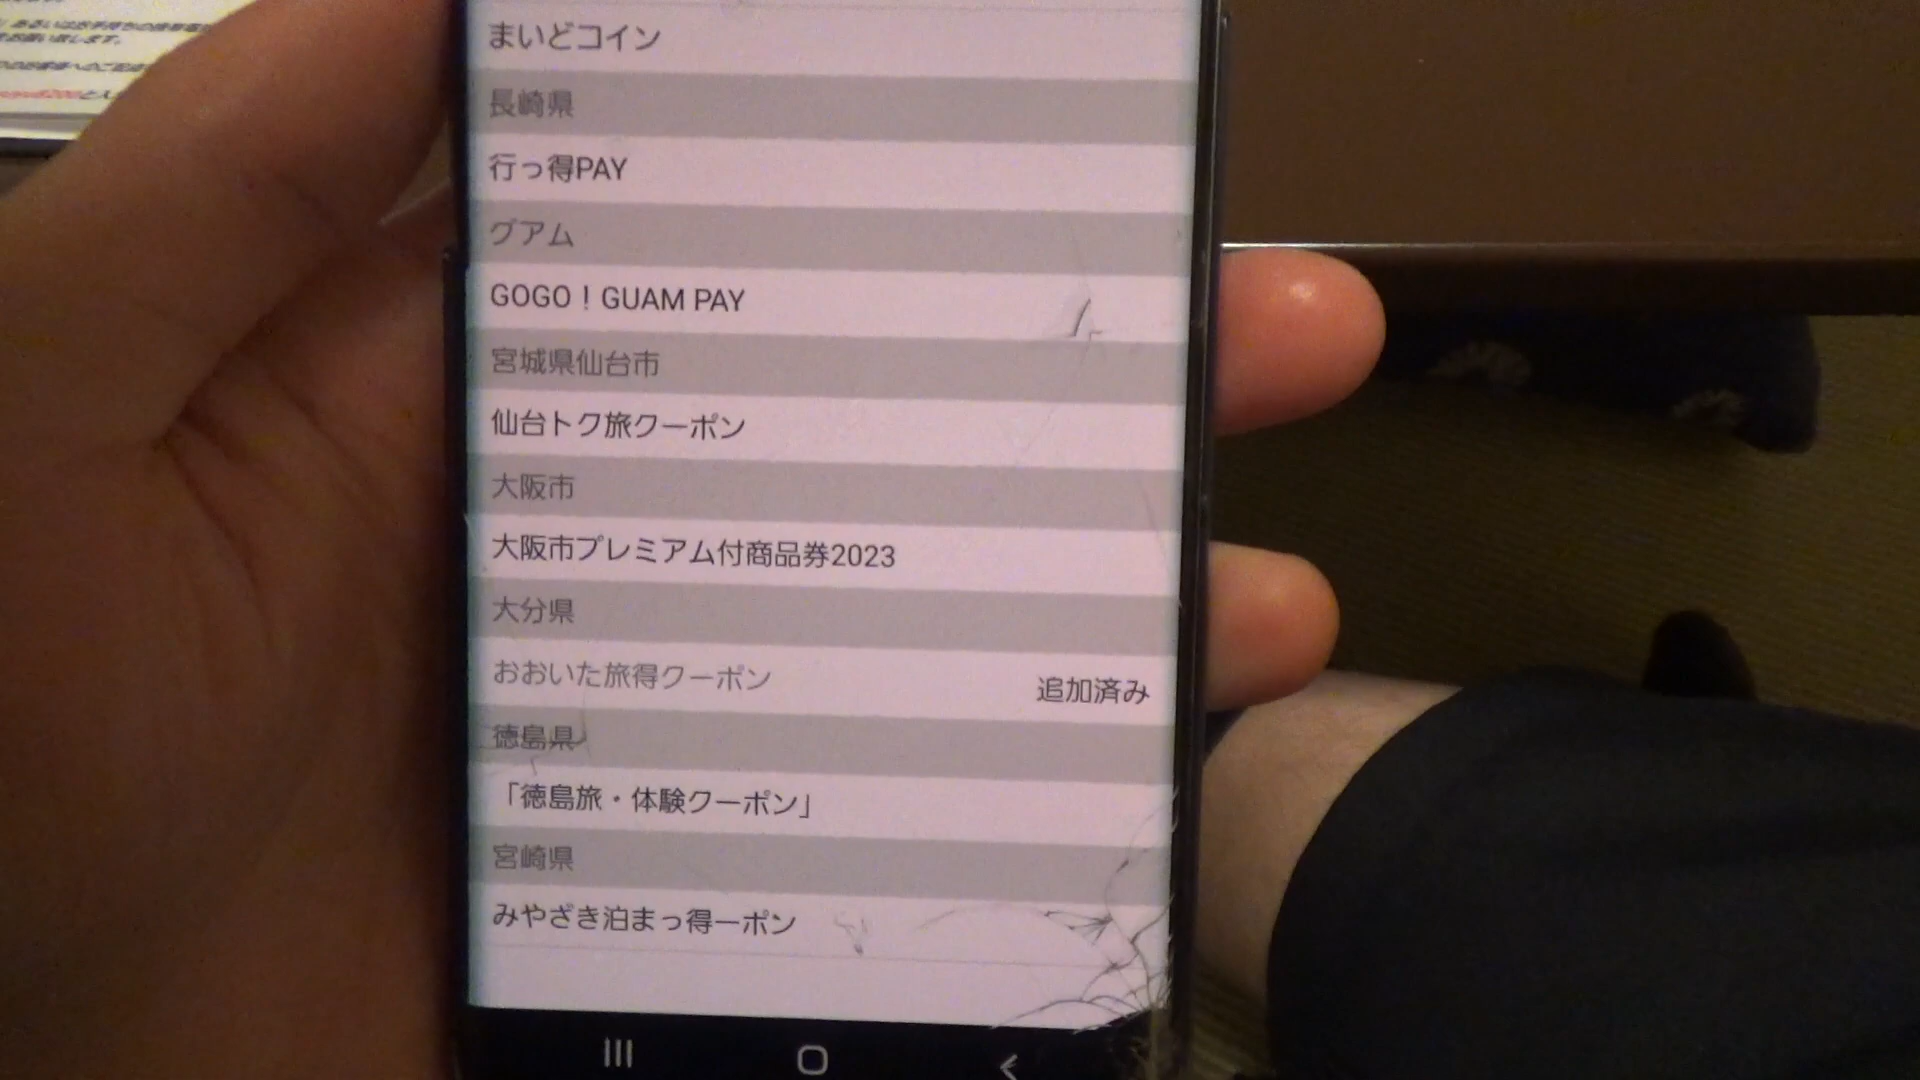 まいどコイン
長崎県
行っ得PAY
グアム
GOGO！GUAM PAY
宮城県仙台市
仙台トク旅クーポン
大阪市
大阪市プレミアム付商品券2023
大分県
おおいた旅得クーポン 追加済み
徳島県
「徳島旅・体験クーポン」
宮崎県
みやざき泊まっ得ーポン